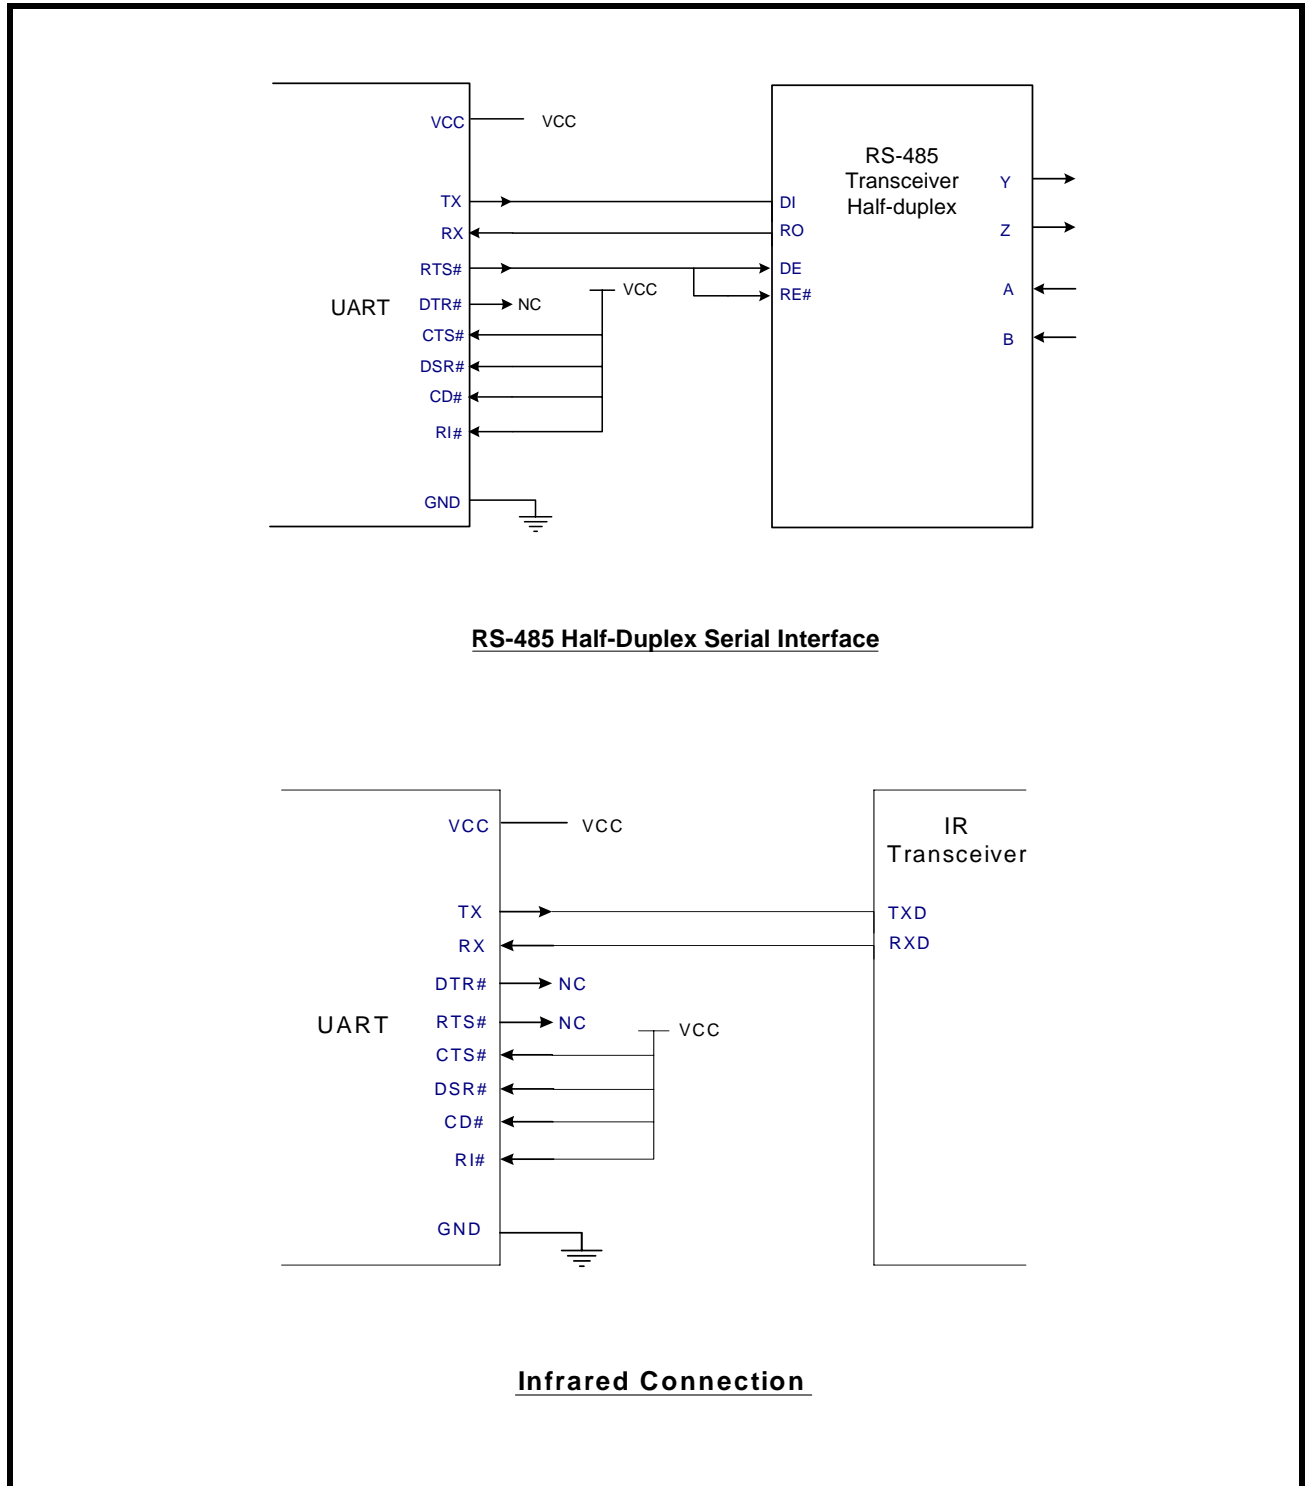 VCC VCC
TX
RX
RTS#
DTR# NC
VCC
UART
CTS#
DSR#
CD#
RI#
GND
RS-485
Transceiver
Half-duplex
DI
RO
DE
RE#
Y
Z
A
B
RS-485 Half-Duplex Serial Interface
VCC VCC
TX
RX
DTR# NC
RTS# NC
VCC
UART
CTS#
DSR#
CD#
RI#
GND
IR
Transceiver
TXD
RXD
Infrared Connection